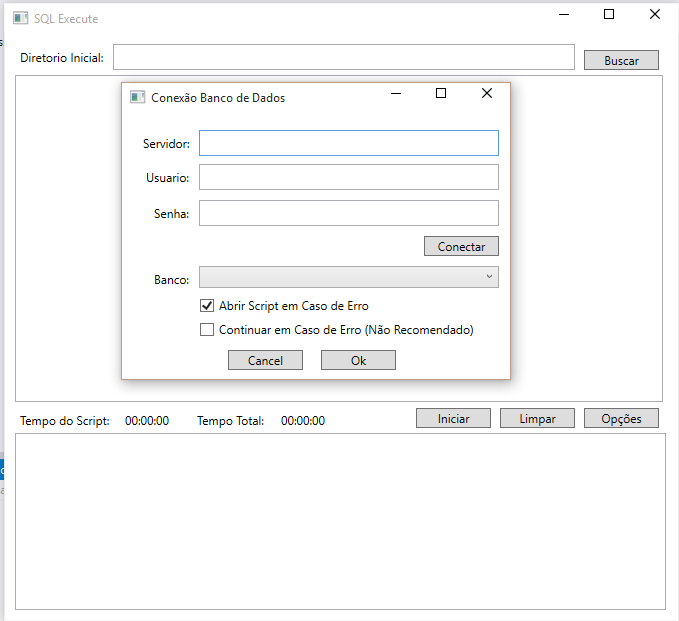 SQL Execute
Diretorio Inicial:
Buscar
Conexão Banco de Dados
Servidor:
Usuario:
Senha:
Conectar
Banco:
Abrir Script em Caso de Erro
Continuar em Caso de Erro (Não Recomendado)
Cancel Ok
Tempo do Script: 00:00:00 Tempo Total: 00:00:00 Iniciar Limpar Opções